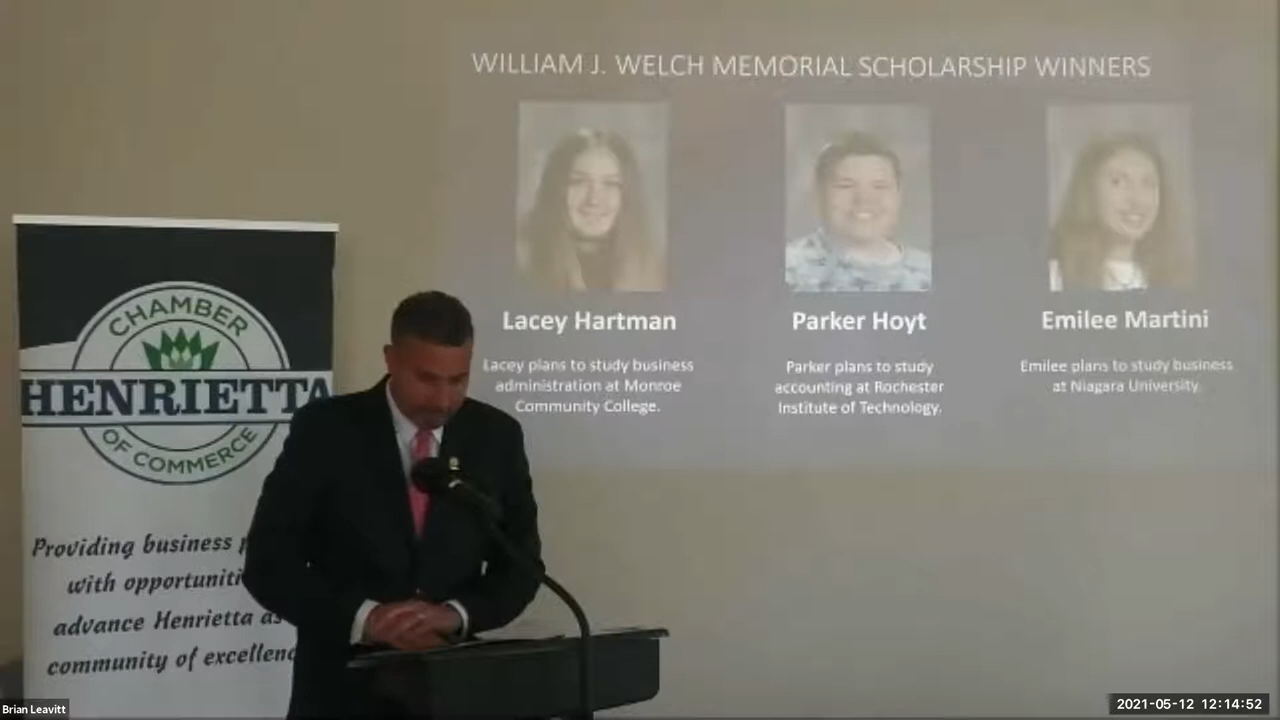 WILLIAM J. WELCH MEMORIAL SCHOLARSHIP WINNERS
Lacey Hartman
Lacey plans to study business
administration at Monroe
Community College.
Parker Hoyt
Parker plans to study
accounting at Rochester
Institute of Technology.
Emilee Martini
Emilee plans to study business
at Niagara University.
CHAMBER
HENRIETTA
OF COMMERCE
Providing business
with
advance Henrietta as
community of
Brian Leavitt
2021-05-12 12:14:52